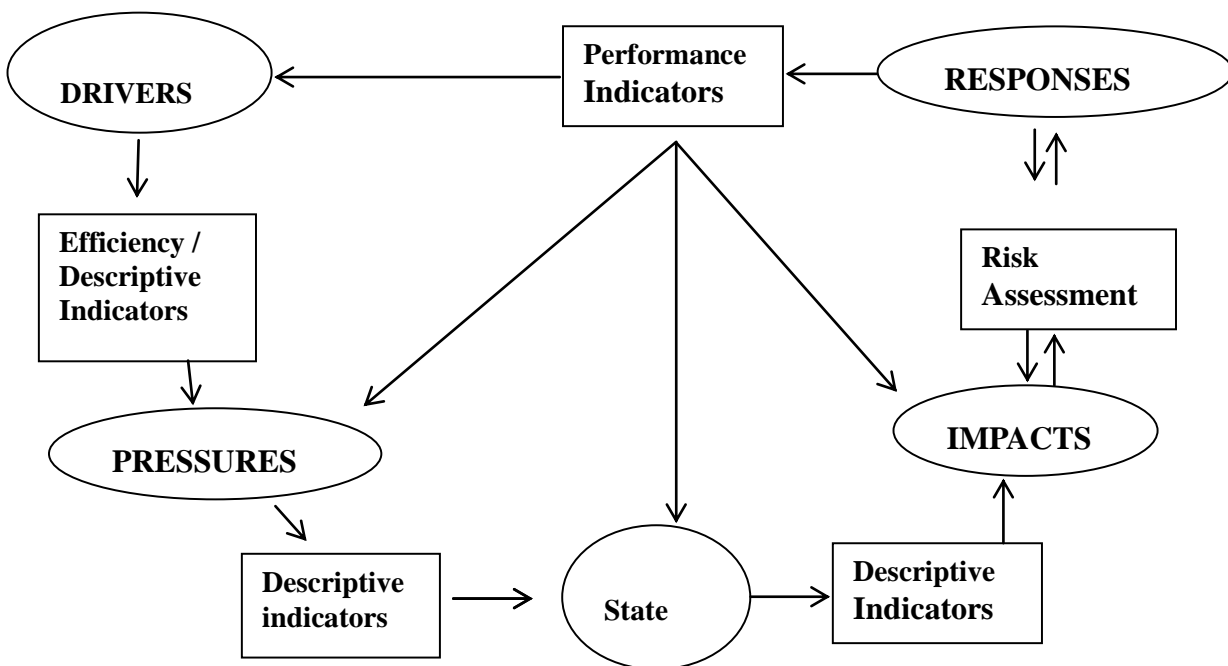 DRIVERS
Performance
Indicators
RESPONSES
Efficiency /
Descriptive
Indicators
Risk
Assessment
PRESSURES
IMPACTS
Descriptive
indicators
State
Descriptive
Indicators